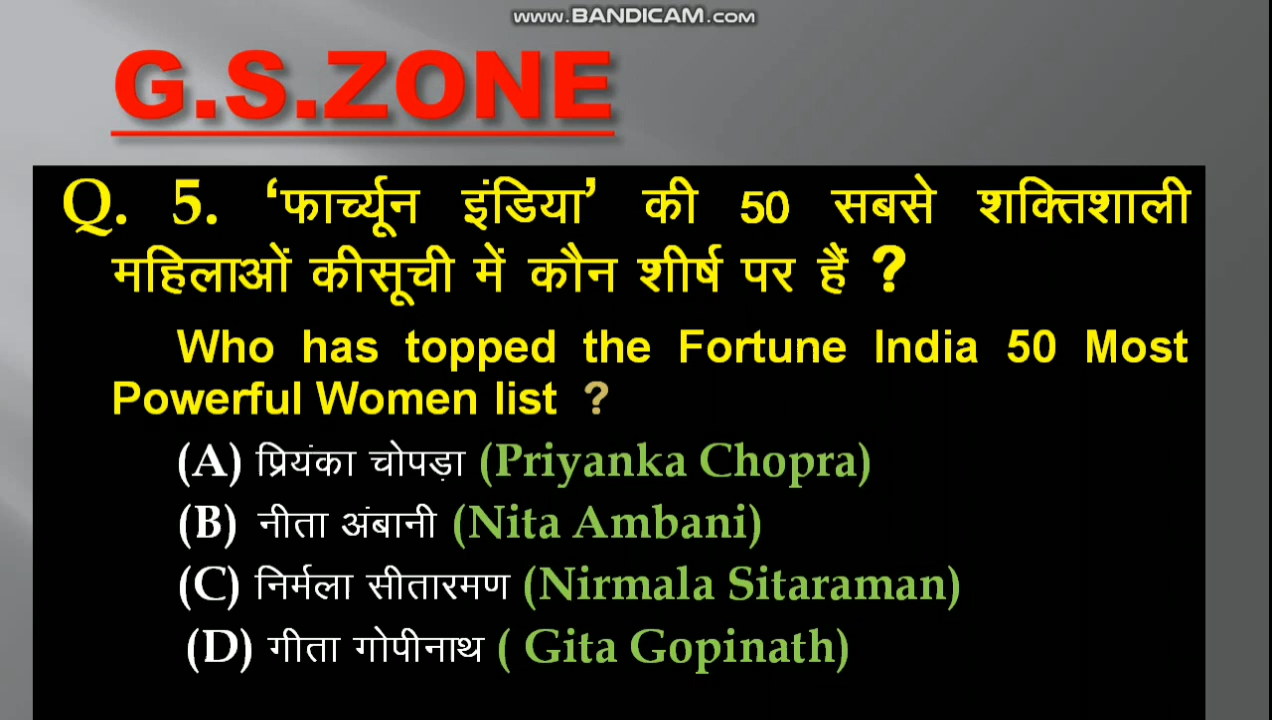 www.BANDICAM.com
G.S.ZONE
Q. 5. ‘फार्च्यून इंडिया’ की 50 सबसे शक्तिशाली
महिलाओं कीसूची में कौन शीर्ष पर हैं ?
Who has topped the Fortune India 50 Most
Powerful Women list ?
(A) प्रियंका चोपड़ा (Priyanka Chopra)
(B) नीता अंबानी (Nita Ambani)
(C) निर्मला सीतारमण (Nirmala Sitaraman)
(D) गीता गोपीनाथ ( Gita Gopinath)